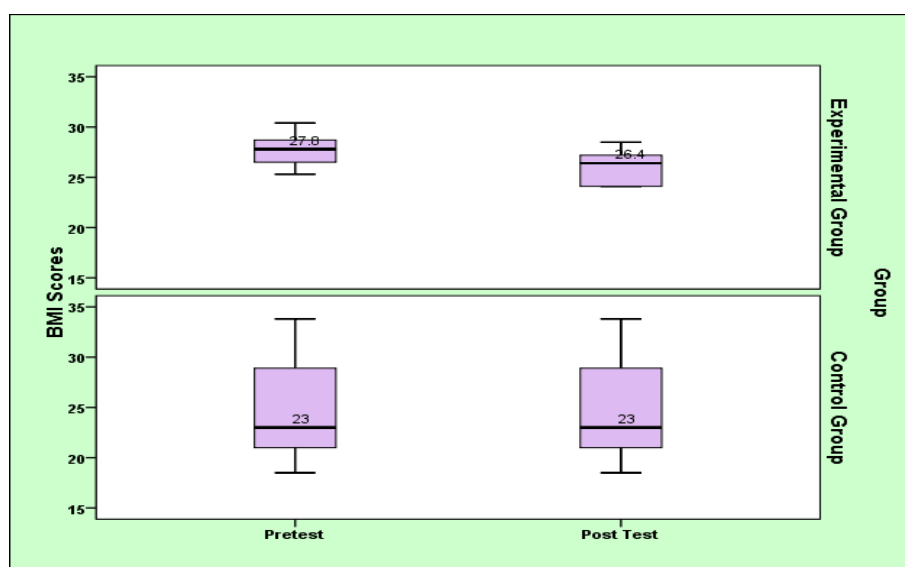 BMI Scores
35
30
25
20
15
27.8
26.4
Experimental Group
35
30
25
20
15
23
23
Control Group
Group
Pretest
Post Test